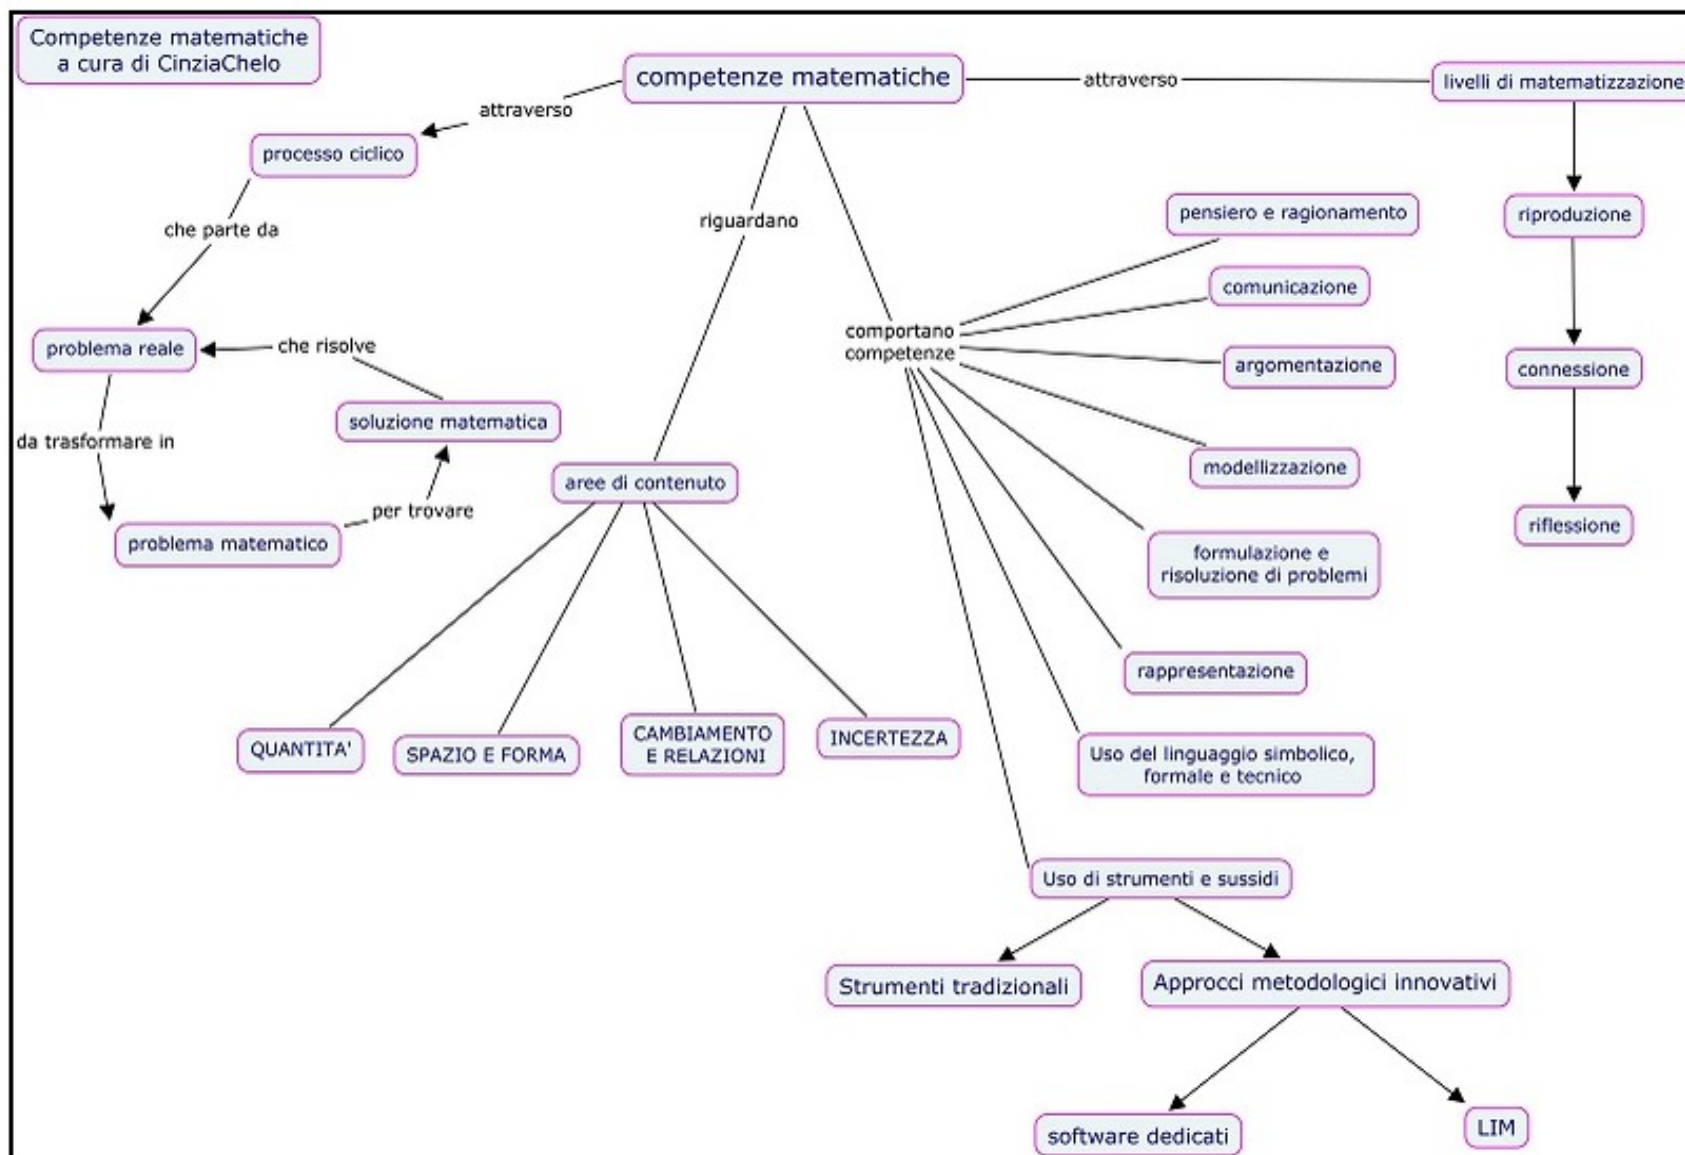 Competenze matematiche
a cura di CinziaChelo
competenze matematiche
attraverso
livelli di matematizzazione
attraverso
processo ciclico
che parte da
problema reale
che risolve
soluzione matematica
da trasformare in
per trovare
problema matematico
riguardano
aree di contenuto
QUANTITA'
SPAZIO E FORMA
CAMBIAMENTO
E RELAZIONI
INCERTEZZA
comportano
competenze
pensiero e ragionamento
comunicazione
argomentazione
modellizzazione
formulazione e
risoluzione di problemi
rappresentazione
Uso del linguaggio simbolico,
formale e tecnico
Uso di strumenti e sussidi
Strumenti tradizionali
Approcci metodologici innovativi
software dedicati
LIM
riproduzione
connessione
riflessione